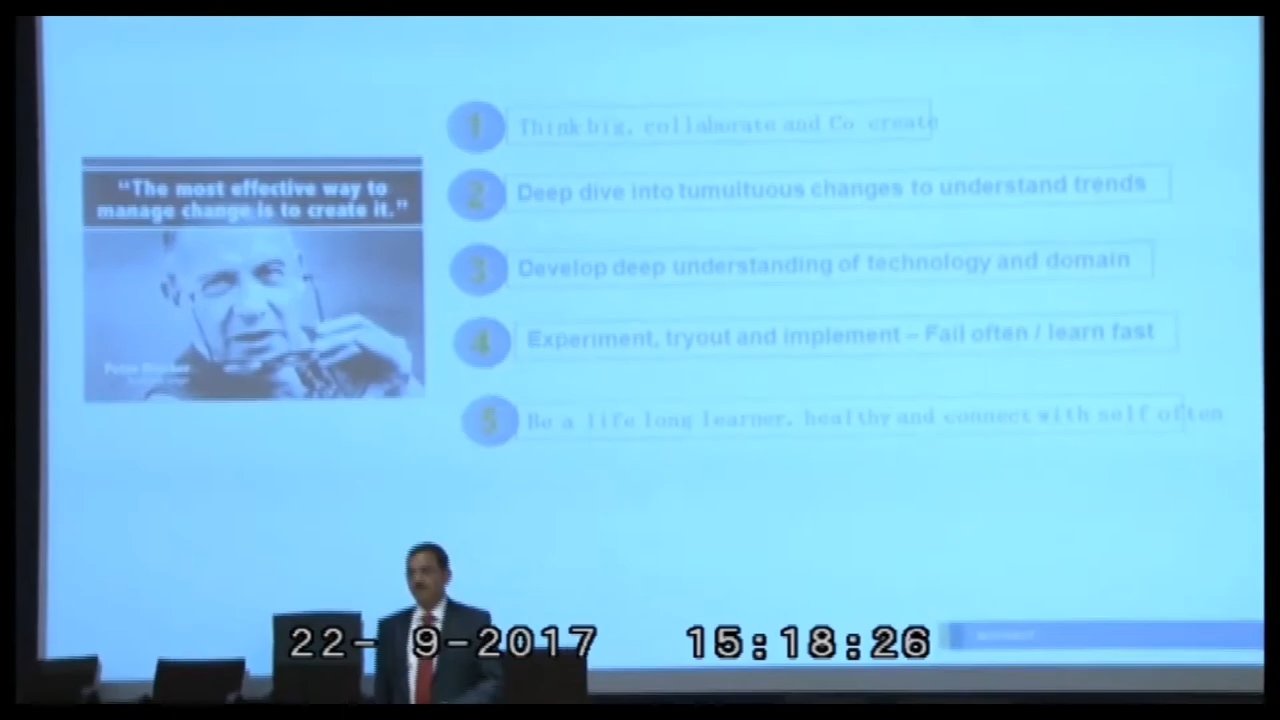 “The most effective way to
manage change is to create it.”
Peter Drucker
1 Think big, collaborate and Co create
2 Deep dive into tumultuous changes to understand trends
3 Develop deep understanding of technology and domain
4 Experiment, tryout and implement – Fail often / learn fast
5 Be a life long learner, healthy and connect with self often
22- 9-2017 15:18:26